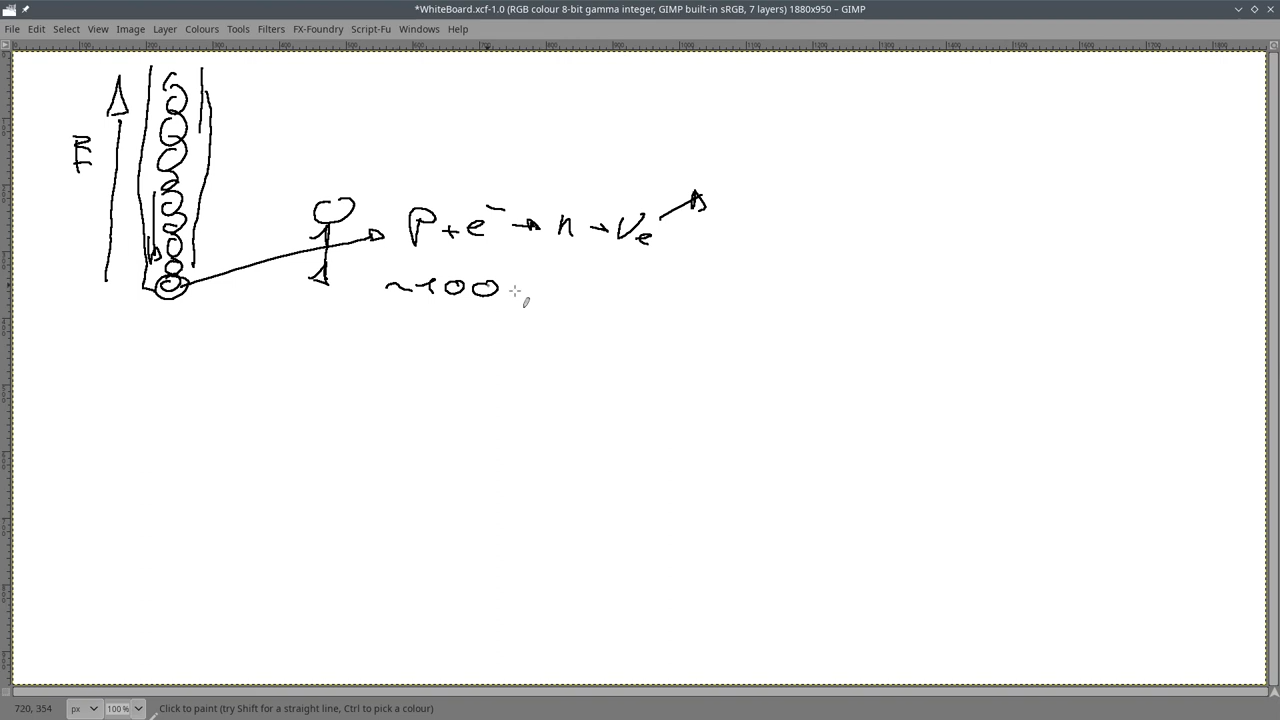 *WhiteBoard.xcf-1.0 (RGB colour 8-bit gamma integer, GIMP built-in sRGB, 7 layers) 1880x950 – GIMP
File Edit Select View Image Layer Colours Tools Filters FX-Foundry Script-Fu Windows Help
P + e⁻ → n → νe
~100
720, 354 px 100% Click to paint (try Shift for a straight line, Ctrl to pick a colour)